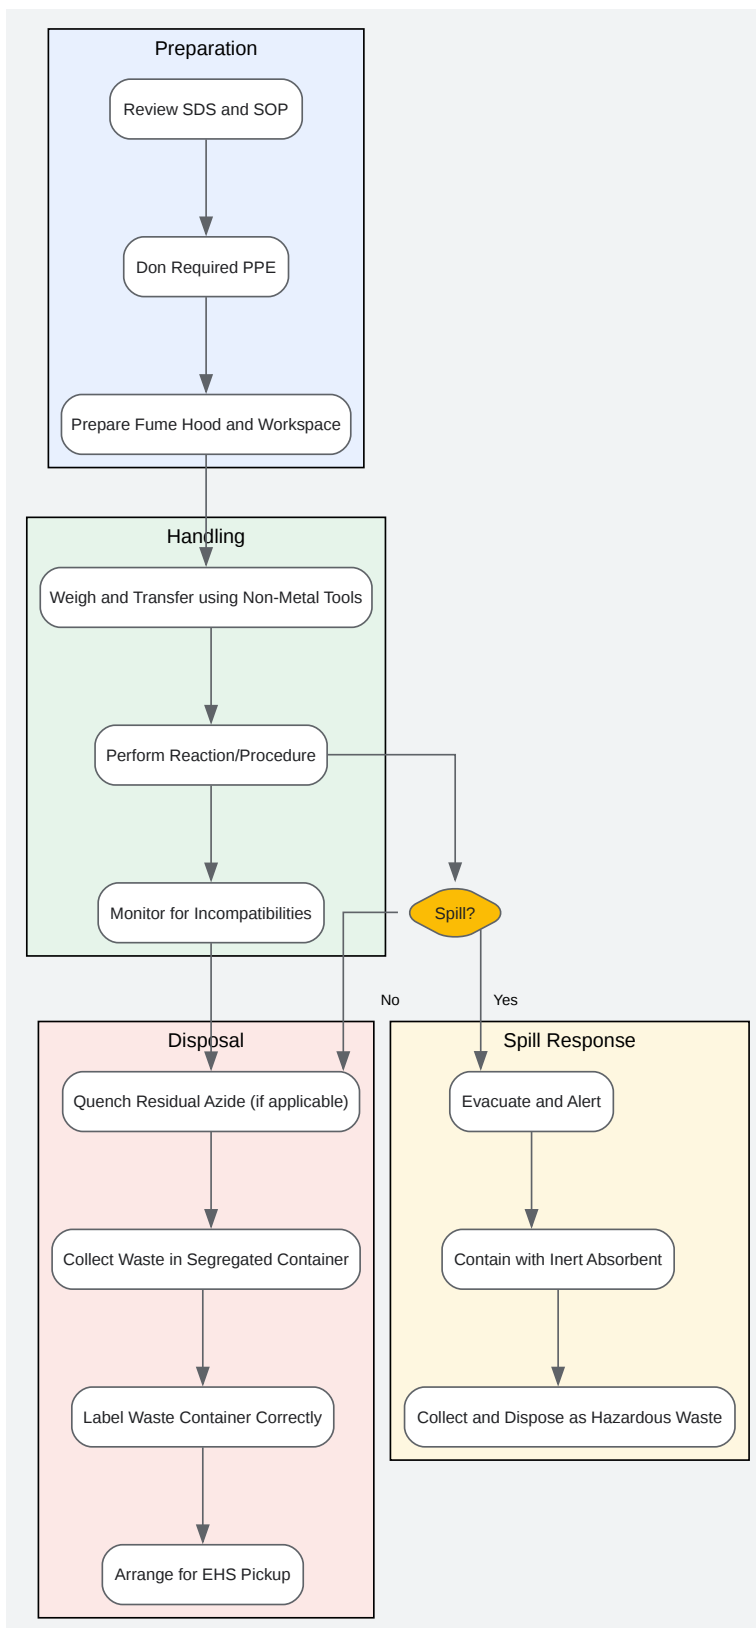 Preparation
Review SDS and SOP
Don Required PPE
Prepare Fume Hood and Workspace
Handling
Weigh and Transfer using Non-Metal Tools
Perform Reaction/Procedure
Monitor for Incompatibilities
Spill?
No
Yes
Disposal
Quench Residual Azide (if applicable)
Collect Waste in Segregated Container
Label Waste Container Correctly
Arrange for EHS Pickup
Spill Response
Evacuate and Alert
Contain with Inert Absorbent
Collect and Dispose as Hazardous Waste